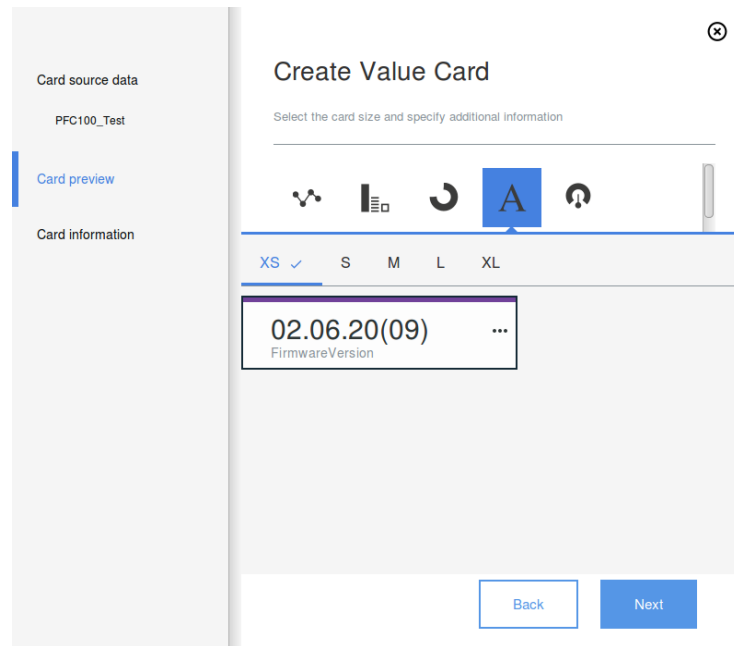 Card source data
PFC100_Test
Card preview
Card information
Create Value Card
Select the card size and specify additional information
A
XS S M L XL
02.06.20(09)
FirmwareVersion
Back Next